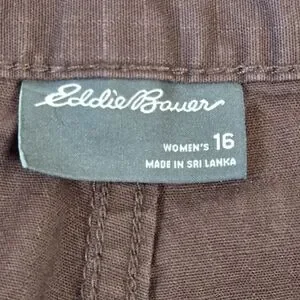 Eddie Bauer
WOMEN'S 16
MADE IN SRI LANKA